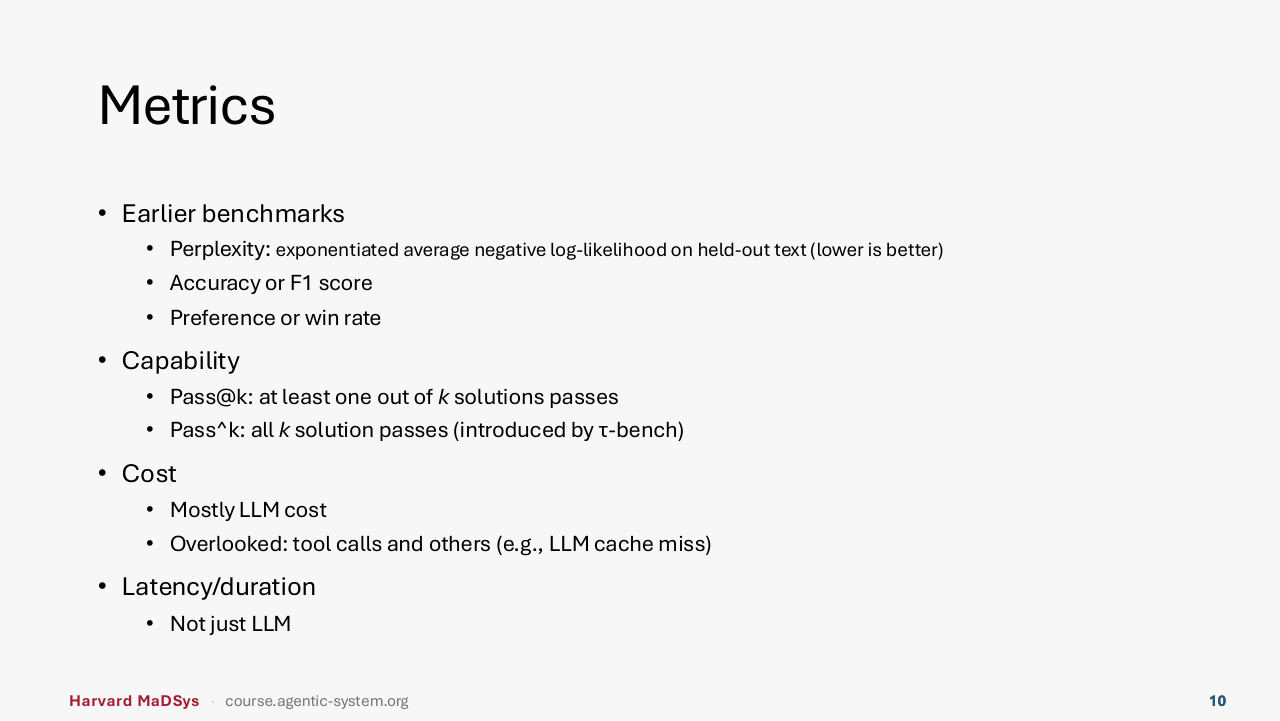 Metrics
• Earlier benchmarks
• Perplexity: exponentiated average negative log-likelihood on held-out text (lower is better)
• Accuracy or F1 score
• Preference or win rate
• Capability
• Pass@k: at least one out of k solutions passes
• Pass^k: all k solution passes (introduced by τ-bench)
• Cost
• Mostly LLM cost
• Overlooked: tool calls and others (e.g., LLM cache miss)
• Latency/duration
• Not just LLM
Harvard MaDSys · course.agentic-system.org
10